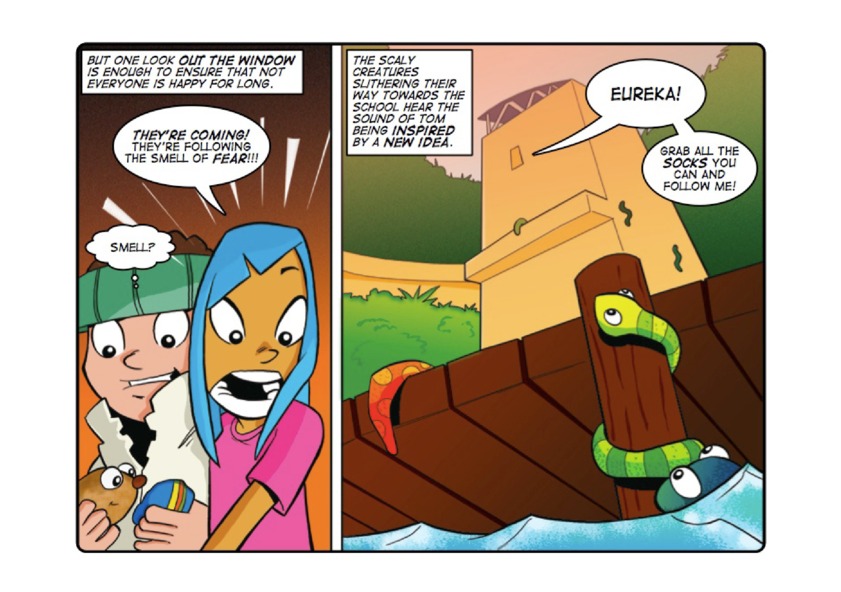 BUT ONE LOOK OUT THE WINDOW
IS ENOUGH TO ENSURE THAT NOT
EVERYONE IS HAPPY FOR LONG.
THEY'RE COMING!
THEY'RE FOLLOWING
THE SMELL OF FEAR!!!
SMELL?
THE SCALY
CREATURES
SLITHERING THEIR
WAY TOWARDS THE
SCHOOL HEAR THE
SOUND OF TOM
BEING INSPIRED
BY A NEW IDEA.
EUREKA!
GRAB ALL THE
SOCKS YOU
CAN AND
FOLLOW ME!